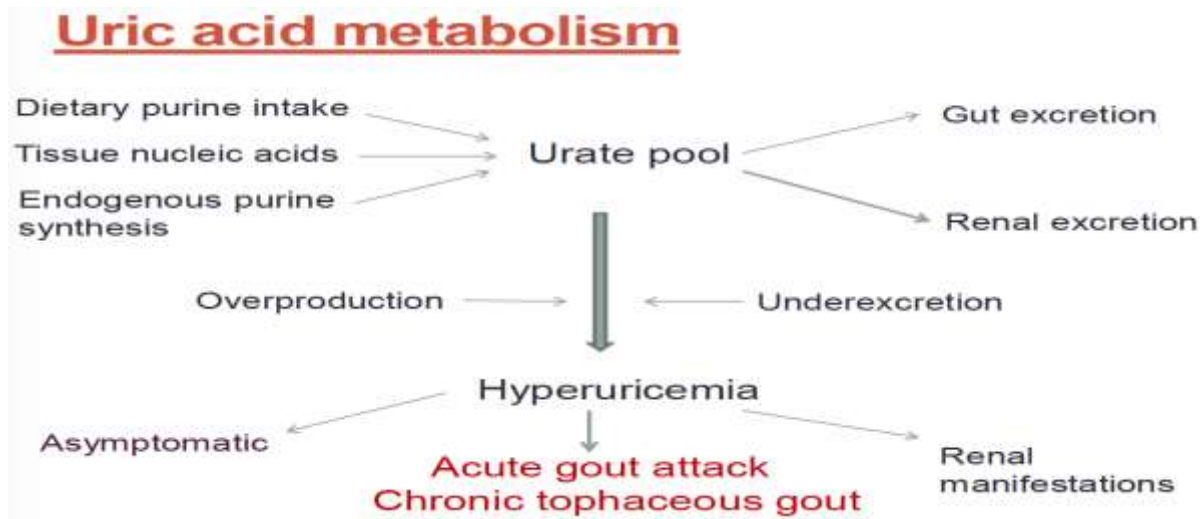 Uric acid metabolism
Dietary purine intake
Tissue nucleic acids
Endogenous purine
synthesis
Urate pool
Gut excretion
Renal excretion
Overproduction
Underexcretion
Hyperuricemia
Asymptomatic
Acute gout attack
Chronic tophaceous gout
Renal
manifestations